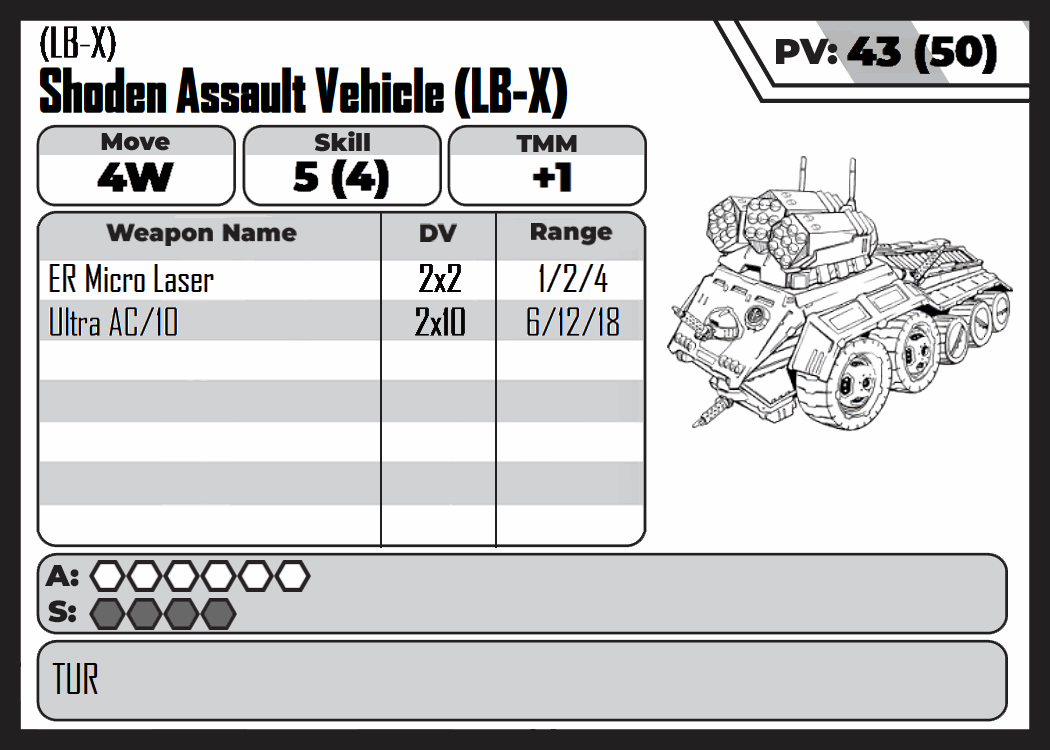 (LB-X)
Shoden Assault Vehicle (LB-X)
PV: 43 (50)
Move
4W
Skill
5 (4)
TMM
+1
Weapon Name DV Range
ER Micro Laser 2x2 1/2/4
Ultra AC/10 2x10 6/12/18
A:
S:
TUR